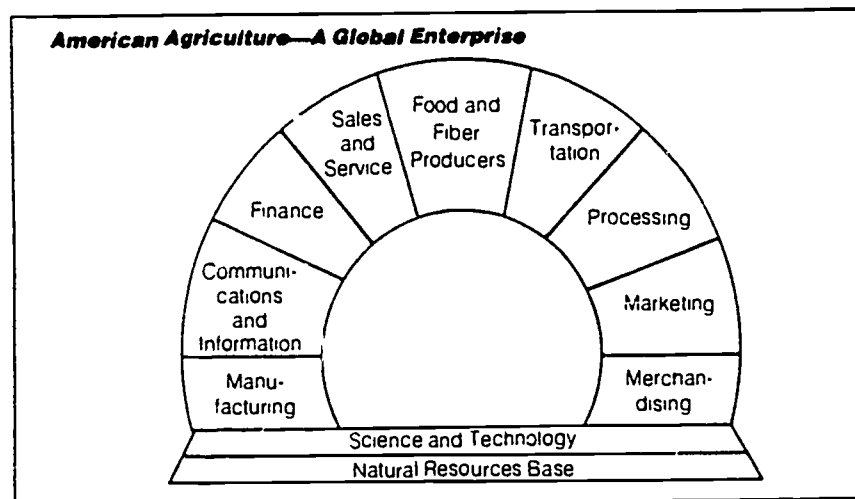 American Agriculture—A Global Enterprise
Food and
Fiber
Producers
Sales
and
Service
Transpor-
tation
Finance
Processing
Communi-
cations
and
Information
Marketing
Manu-
facturing
Merchan-
dising
Science and Technology
Natural Resources Base